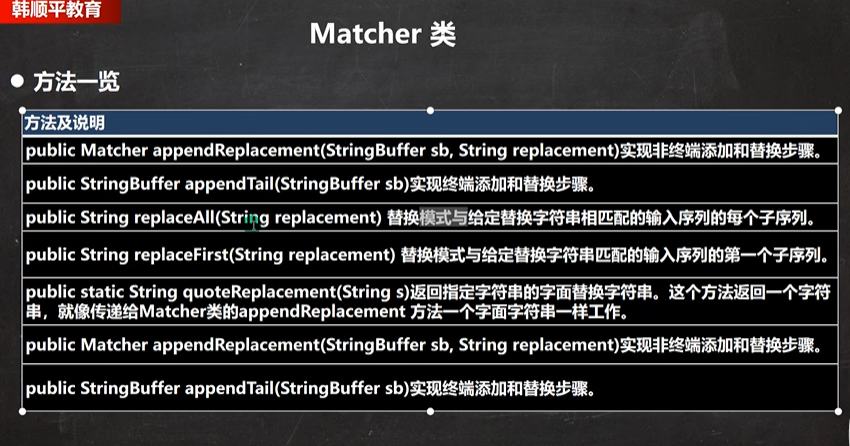 韩顺平教育
Matcher 类
● 方法一览
方法及说明
public Matcher appendReplacement(StringBuffer sb, String replacement)实现非终端添加和替换步骤。
public StringBuffer appendTail(StringBuffer sb)实现终端添加和替换步骤。
public String replaceAll(String replacement) 替换模式与给定替换字符串相匹配的输入序列的每个子序列。
public String replaceFirst(String replacement) 替换模式与给定替换字符串匹配的输入序列的第一个子序列。
public static String quoteReplacement(String s)返回指定字符串的字面替换字符串。这个方法返回一个字符
串，就像传递给Matcher类的appendReplacement 方法一个字面字符串一样工作。
public Matcher appendReplacement(StringBuffer sb, String replacement)实现非终端添加和替换步骤。
public StringBuffer appendTail(StringBuffer sb)实现终端添加和替换步骤。